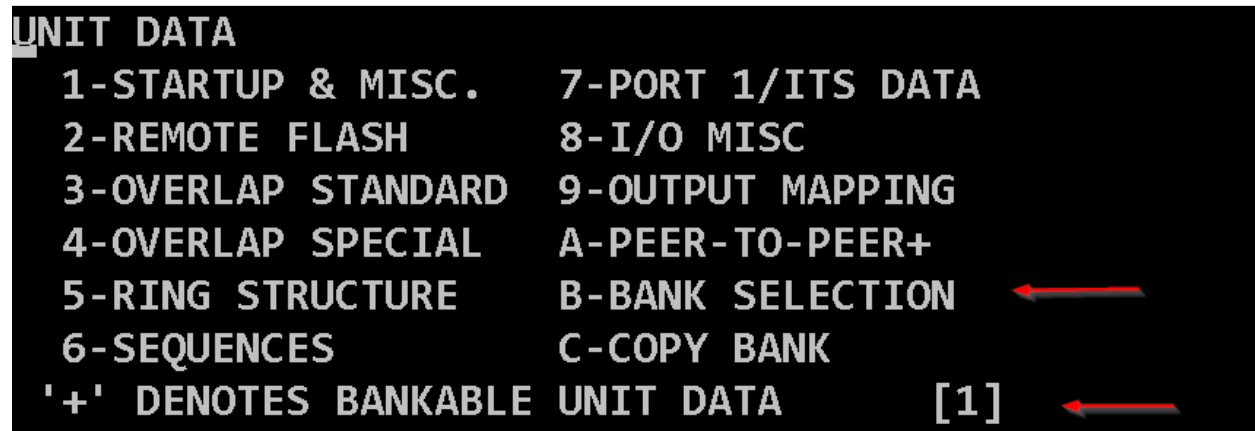 UNIT DATA
1-STARTUP & MISC. 7-PORT 1/ITS DATA
2-REMOTE FLASH 8-I/O MISC
3-OVERLAP STANDARD 9-OUTPUT MAPPING
4-OVERLAP SPECIAL A-PEER-TO-PEER+
5-RING STRUCTURE B-BANK SELECTION
6-SEQUENCES C-COPY BANK
'+' DENOTES BANKABLE UNIT DATA [1]